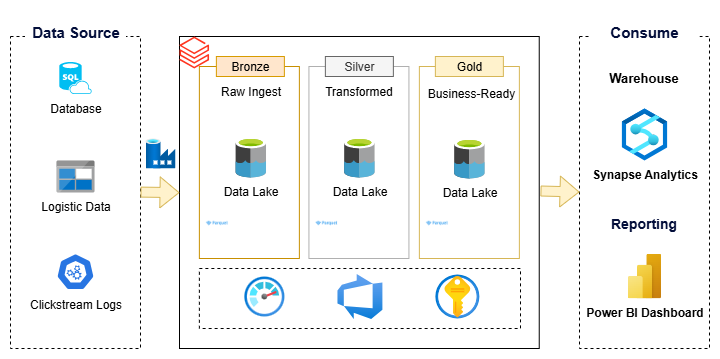 Data Source
SQL
Database
Logistic Data
Clickstream Logs
Bronze
Raw Ingest
Data Lake
Parquet
Silver
Transformed
Data Lake
Parquet
Gold
Business-Ready
Data Lake
Parquet
Consume
Warehouse
Synapse Analytics
Reporting
Power BI Dashboard